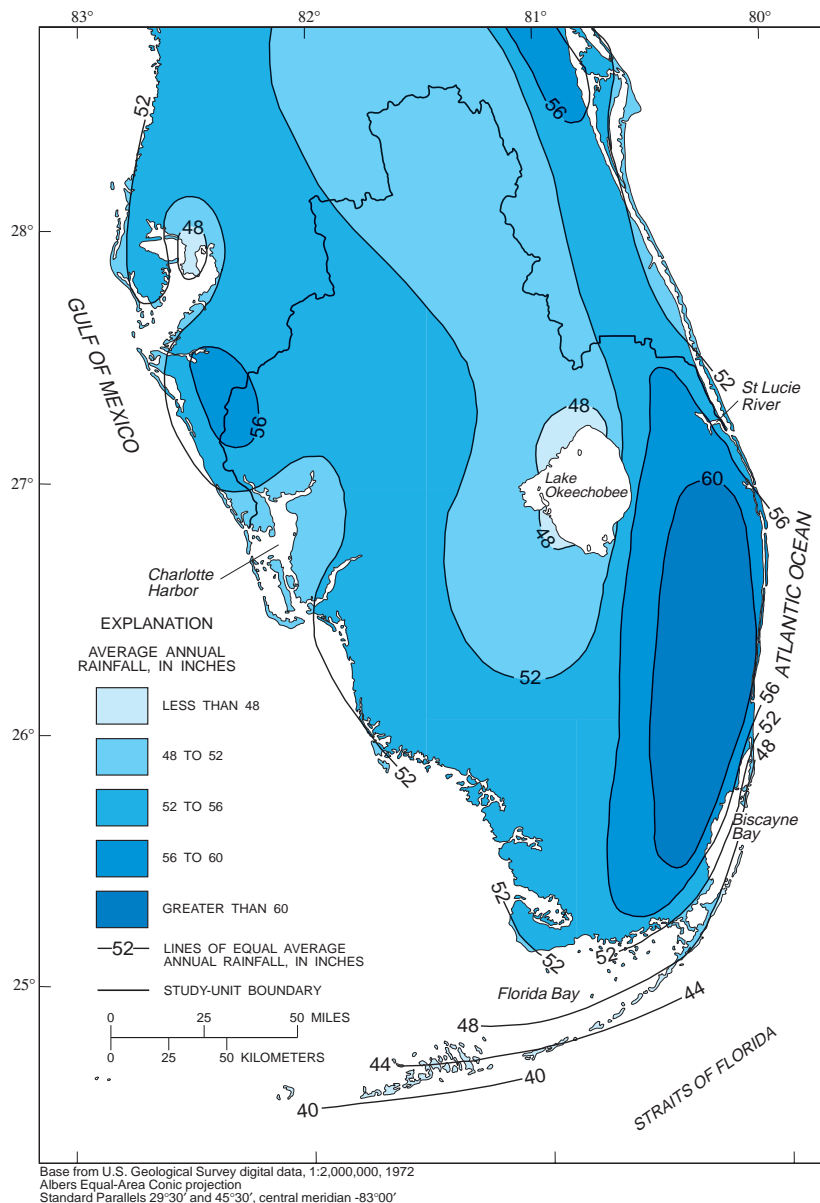 83° 82° 81° 80°
52
56
28°
48
GULF OF MEXICO
52
St Lucie
River
56
48
27°
Lake
Okeechobee
60
56
48
Charlotte
Harbor
ATLANTIC OCEAN
EXPLANATION
AVERAGE ANNUAL
RAINFALL, IN INCHES
LESS THAN 48
48 TO 52
52 TO 56
56 TO 60
GREATER THAN 60
52 LINES OF EQUAL AVERAGE
ANNUAL RAINFALL, IN INCHES
STUDY-UNIT BOUNDARY
0 25 50 MILES
0 25 50 KILOMETERS
52
56
52
48
26°
52
Biscayne
Bay
52
52
52
25°
Florida Bay
44
48
44
40
40
STRAITS OF FLORIDA
Base from U.S. Geological Survey digital data, 1:2,000,000, 1972
Albers Equal-Area Conic projection
Standard Parallels 29°30′ and 45°30′, central meridian -83°00′